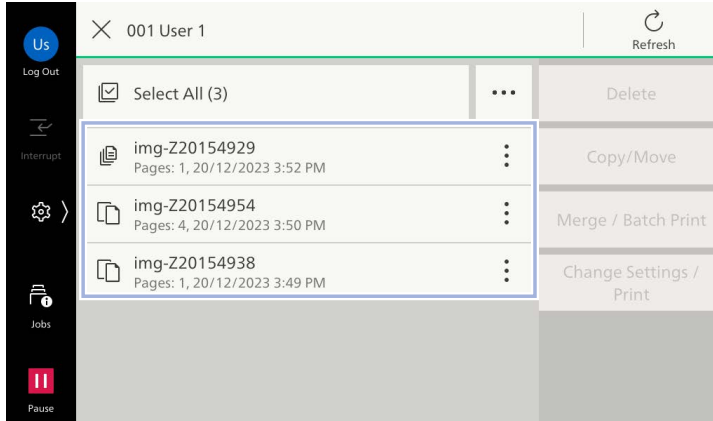 Us
Log Out
Interrupt
Jobs
Pause
001 User 1
Refresh
Select All (3)
img-Z20154929
Pages: 1, 20/12/2023 3:52 PM
img-Z20154954
Pages: 4, 20/12/2023 3:50 PM
img-Z20154938
Pages: 1, 20/12/2023 3:49 PM
Delete
Copy/Move
Merge / Batch Print
Change Settings /
Print